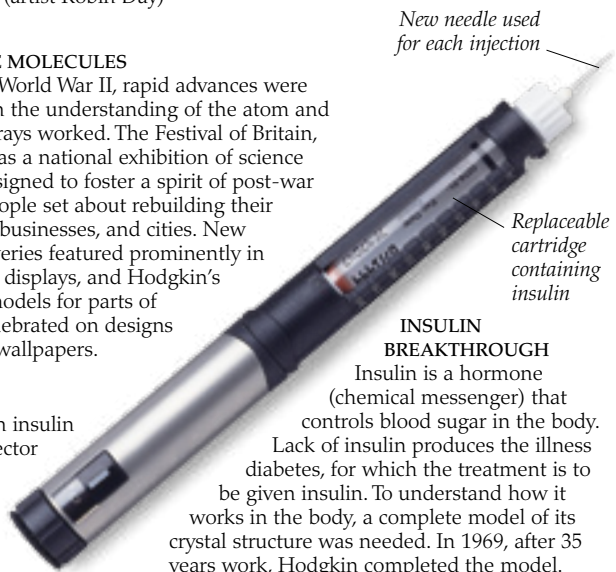 (artist Robin Day)
New needle used
for each injection
MOLECULES
World War II, rapid advances were
the understanding of the atom and
rays worked. The Festival of Britain,
as a national exhibition of science
signed to foster a spirit of post-war
ople set about rebuilding their
businesses, and cities. New
veries featured prominently in
displays, and Hodgkin's
models for parts of
lebrated on designs
wallpapers.
n insulin
ector
Replaceable
cartridge
containing
insulin
INSULIN
BREAKTHROUGH
Insulin is a hormone
(chemical messenger) that
controls blood sugar in the body.
Lack of insulin produces the illness
diabetes, for which the treatment is to
be given insulin. To understand how it
works in the body, a complete model of its
crystal structure was needed. In 1969, after 35
years work, Hodgkin completed the model.